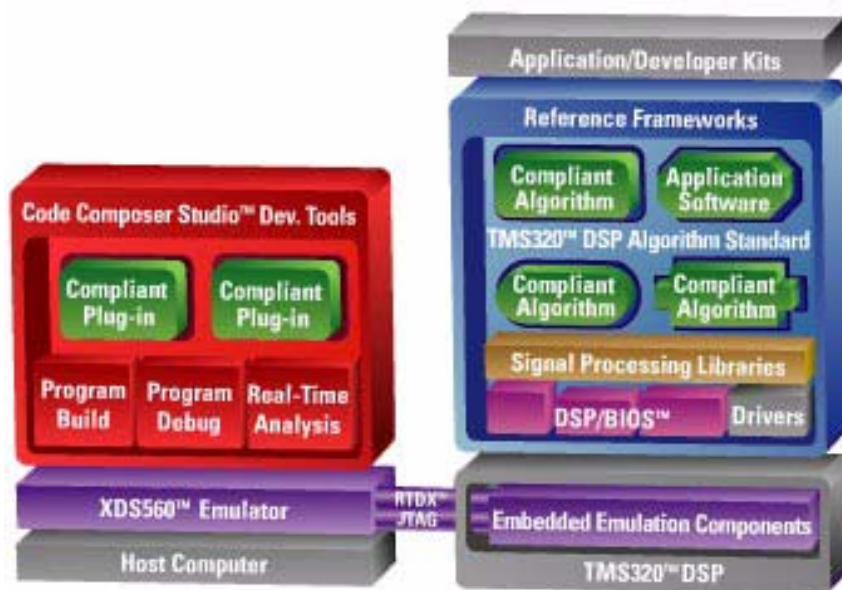 Application/Developer Kits
Reference Frameworks
Compliant
Algorithm
Application
Software
TMS320™ DSP Algorithm Standard
Compliant
Algorithm
Compliant
Algorithm
Signal Processing Libraries
DSP/BIOS™
Drivers
Code Composer Studio™ Dev. Tools
Compliant
Plug-in
Compliant
Plug-in
Program
Build
Program
Debug
Real-Time
Analysis
XDS560™ Emulator
RTDX™
JTAG
Embedded Emulation Components
Host Computer
TMS320™ DSP